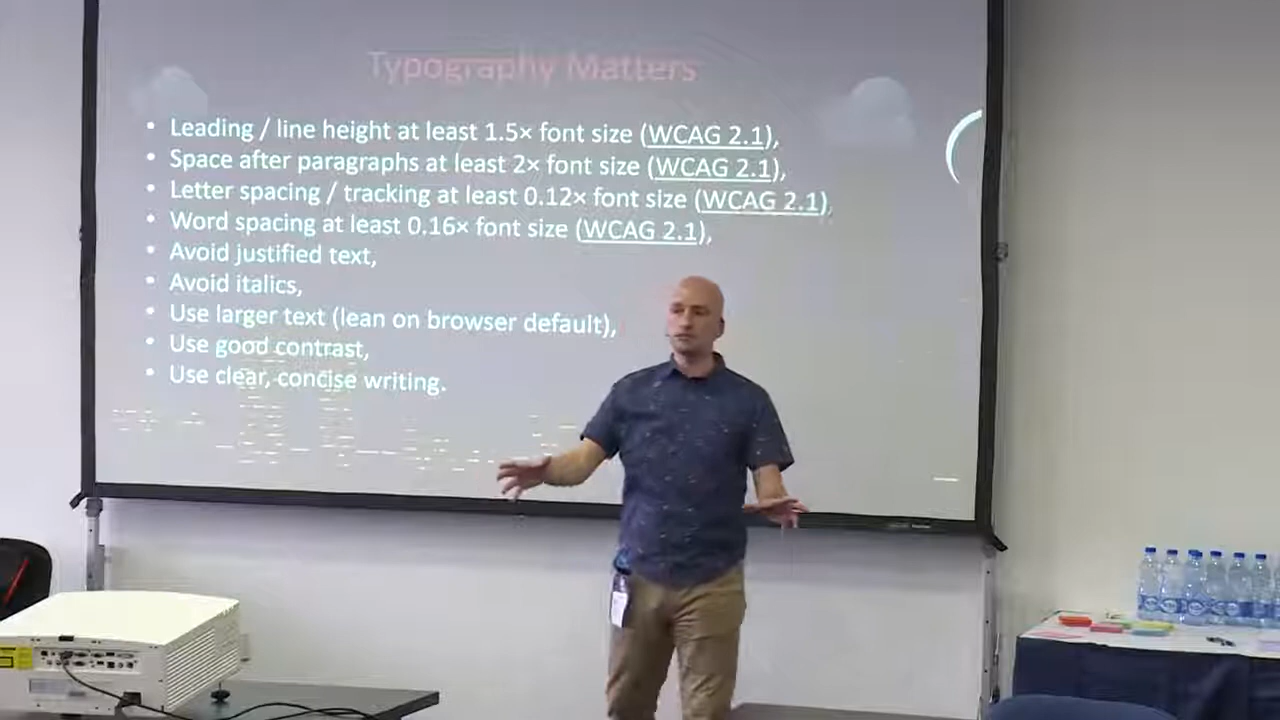 Typography Matters
• Leading / line height at least 1.5× font size (WCAG 2.1),
• Space after paragraphs at least 2× font size (WCAG 2.1),
• Letter spacing / tracking at least 0.12× font size (WCAG 2.1),
• Word spacing at least 0.16× font size (WCAG 2.1),
• Avoid justified text,
• Avoid italics,
• Use larger text (lean on browser default),
• Use good contrast,
• Use clear, concise writing.